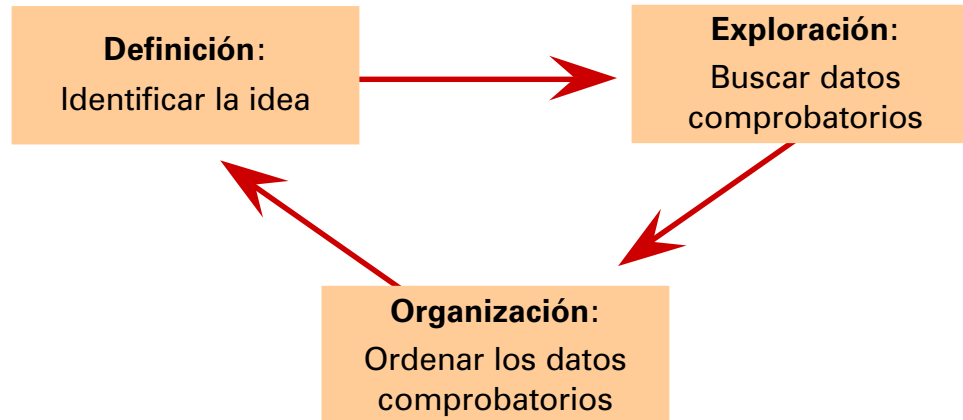 Definición:
Identificar la idea
Exploración:
Buscar datos
comprobatorios
Organización:
Ordenar los datos
comprobatorios